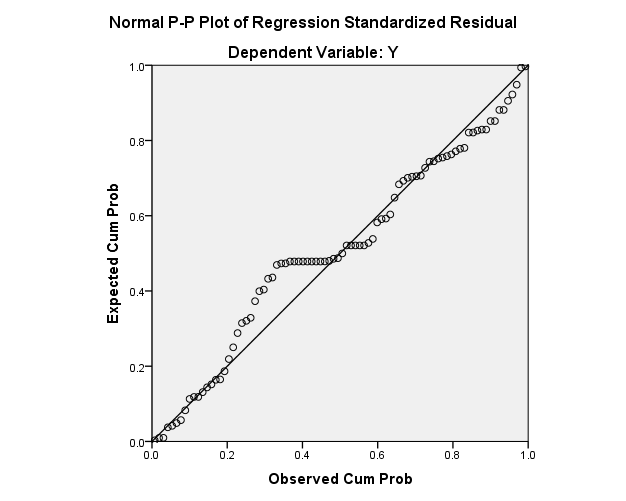 Normal P-P Plot of Regression Standardized Residual
Dependent Variable: Y
Expected Cum Prob
1.0
0.8
0.6
0.4
0.2
0.0
0.0 0.2 0.4 0.6 0.8 1.0
Observed Cum Prob